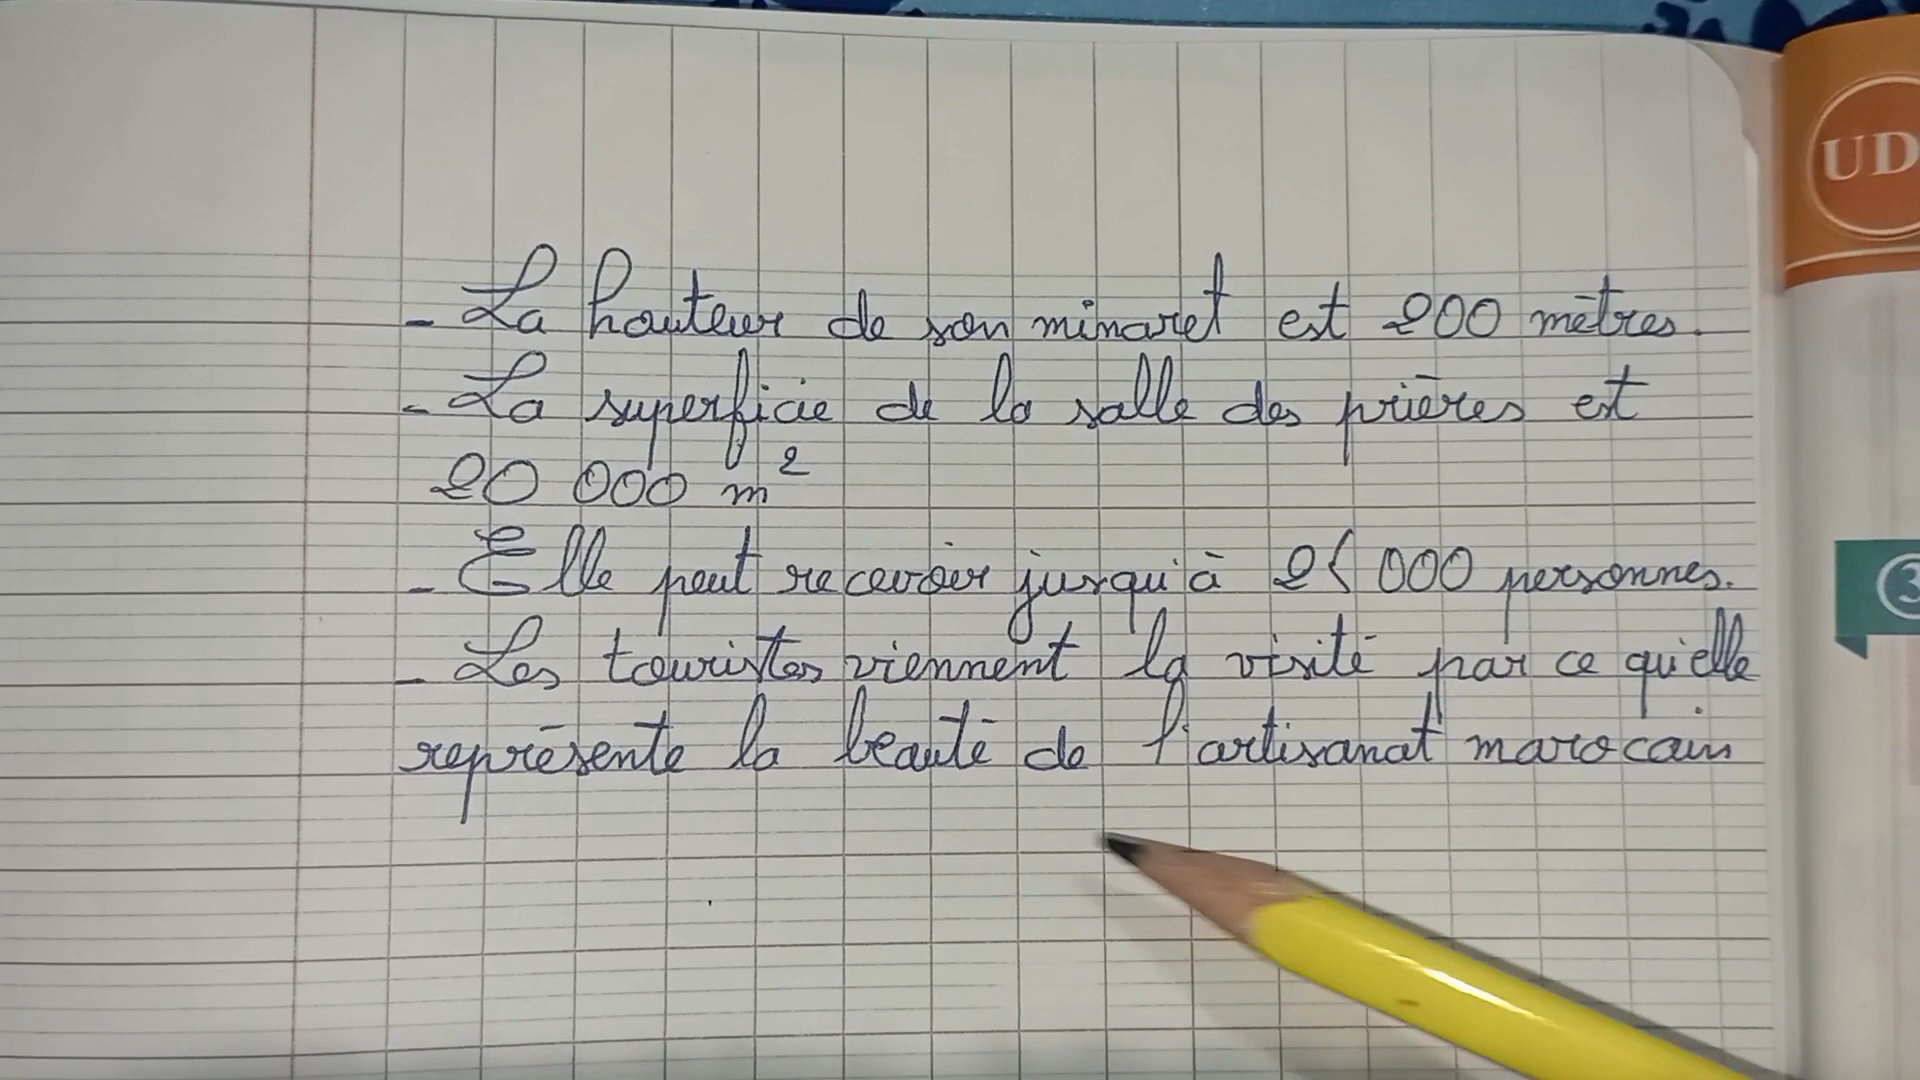 - La hauteur de son minaret est 200 mètres.
- La superficie de la salle des prières est
20 000 m²
- Elle peut recevoir jusqu'à 25 000 personnes.
- Les touristes viennent la visité par ce qu'elle
représente la beauté de l'artisanat marocain
UD
3